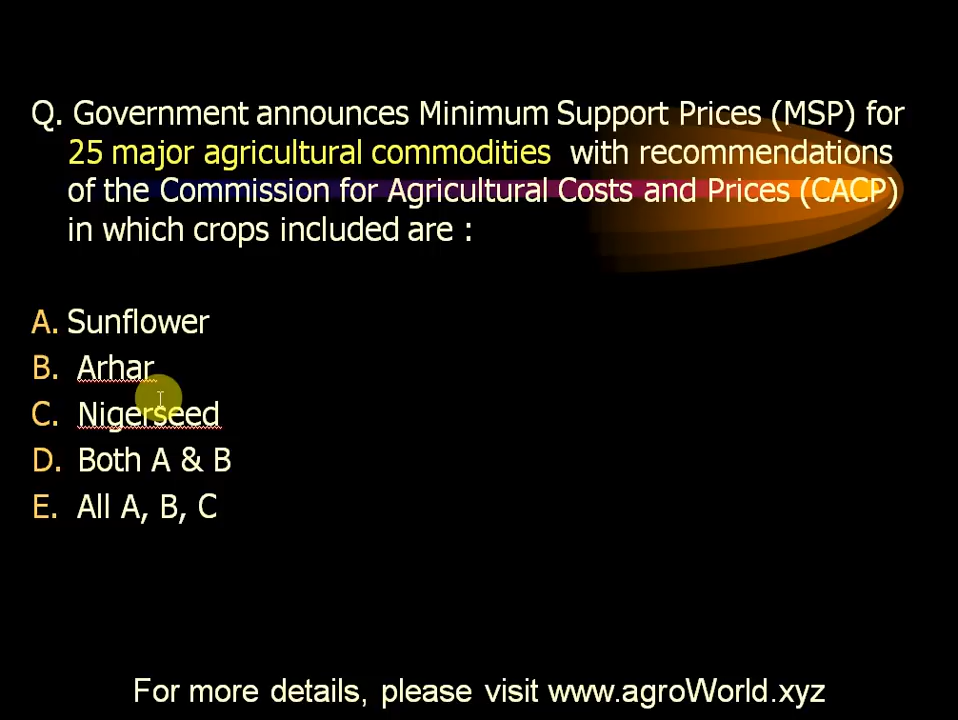 Q. Government announces Minimum Support Prices (MSP) for
25 major agricultural commodities with recommendations
of the Commission for Agricultural Costs and Prices (CACP)
in which crops included are :
A. Sunflower
B. Arhar
C. Nigerseed
D. Both A & B
E. All A, B, C
For more details, please visit www.agroWorld.xyz